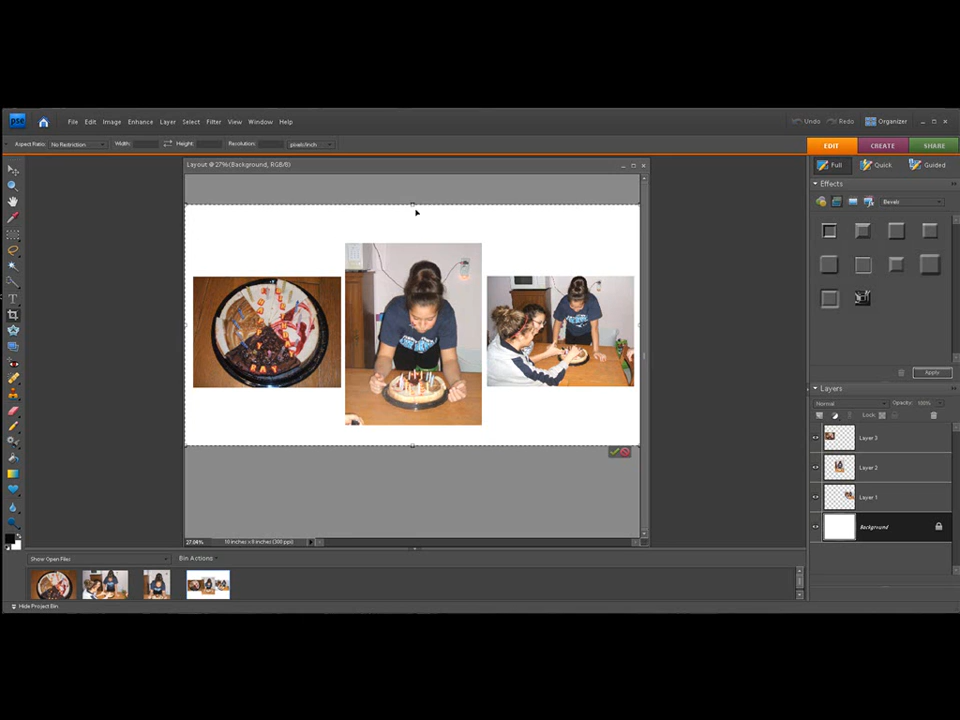 pse File Edit Image Enhance Layer Select Filter View Window Help Undo Redo Organizer
Aspect Ratio: No Restriction Width: Height: Resolution: pixels/inch EDIT CREATE SHARE
Layout @ 27% (Background, RGB/8) Full Quick Guided
Effects
Bevels
Apply
Layers
Normal Opacity: 100%
Lock:
Layer 3
Layer 2
Layer 1
Background
27.04% 10 inches x 8 inches (300 ppi)
Show Open Files Bin Actions
Hide Project Bin